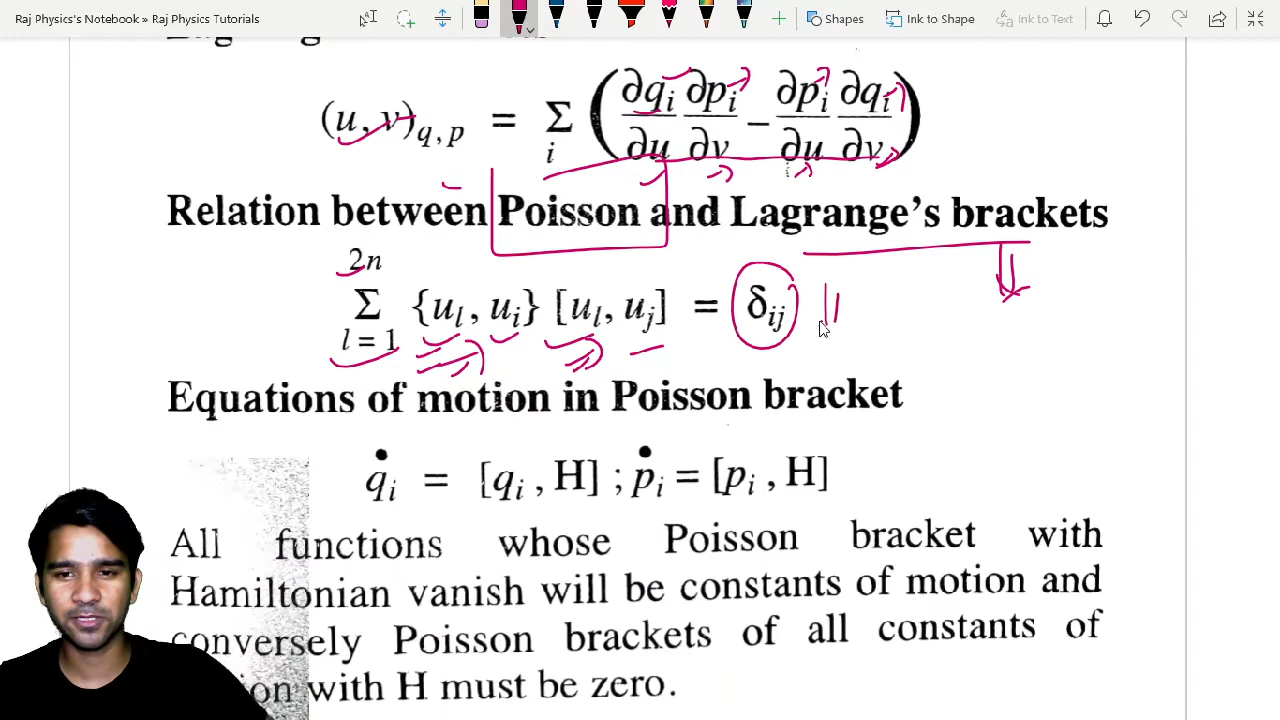 Raj Physics's Notebook » Raj Physics Tutorials
Shapes
Ink to Shape
Ink to Text
(u, v)q,p = Σi (∂qi/∂u ∂pi/∂v − ∂pi/∂u ∂qi/∂v)
Relation between Poisson and Lagrange's brackets
2n Σ l = 1 {ul, ui} [ul, uj] = δij
Equations of motion in Poisson bracket
q̇i = [qi , H] ; ṗi = [pi , H]
All functions whose Poisson bracket with
Hamiltonian vanish will be constants of motion and
conversely Poisson brackets of all constants of
with H must be zero.